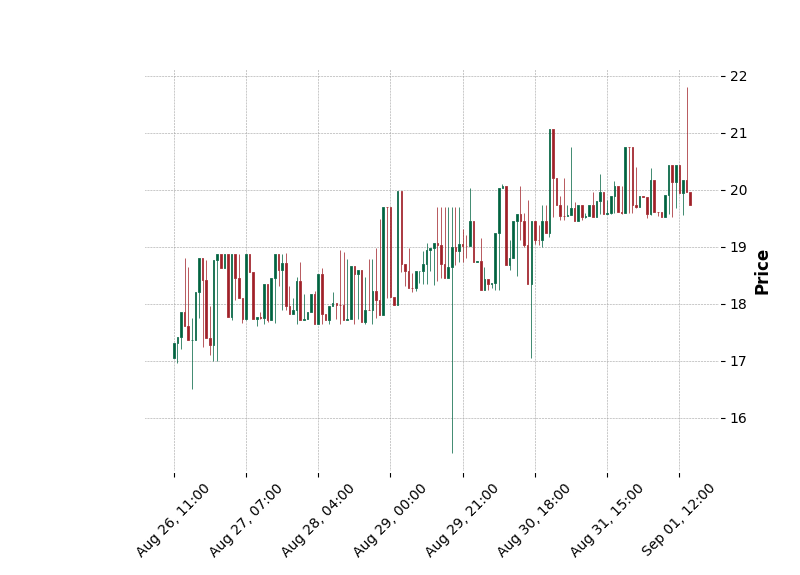 22
21
20
19
18
17
16
Price
Aug 26, 11:00
Aug 27, 07:00
Aug 28, 04:00
Aug 29, 00:00
Aug 29, 21:00
Aug 30, 18:00
Aug 31, 15:00
Sep 01, 12:00